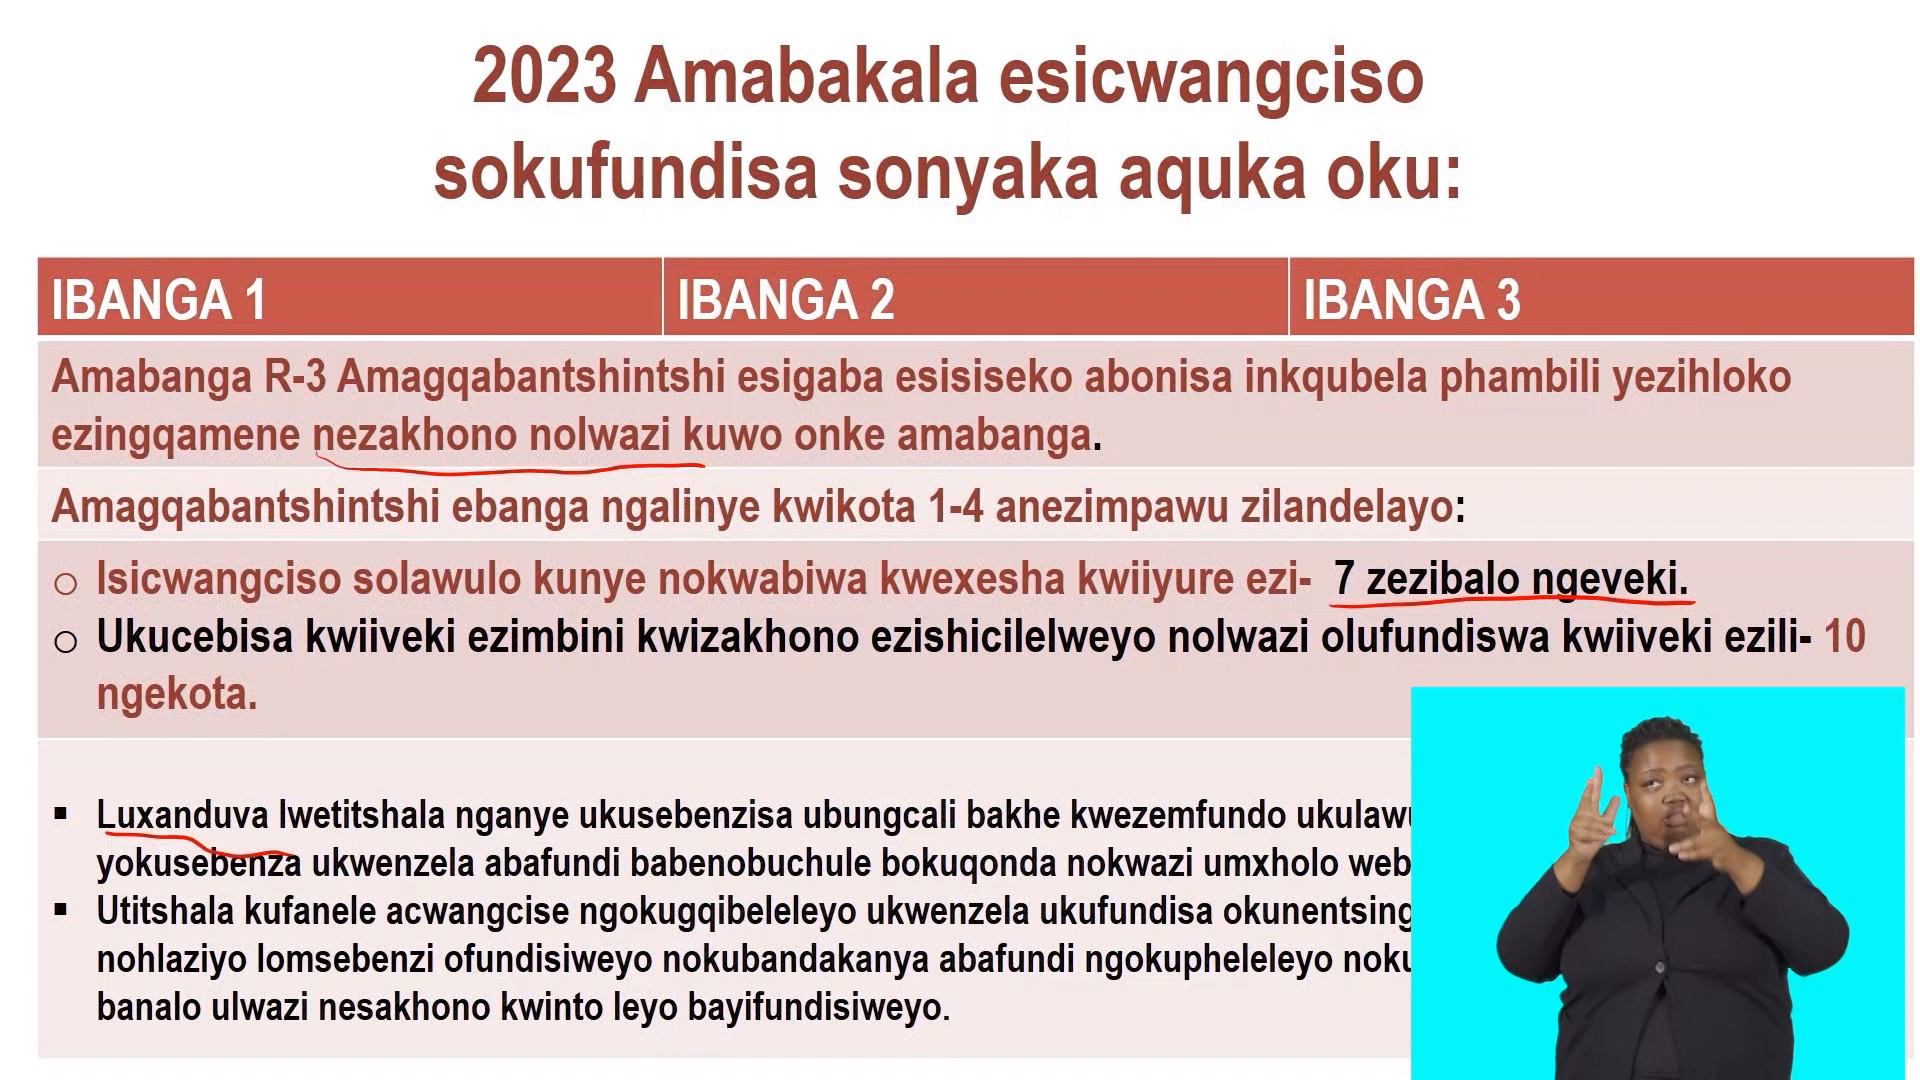 2023 Amabakala esicwangciso
sokufundisa sonyaka aquka oku:
IBANGA 1
IBANGA 2
IBANGA 3
Amabanga R-3 Amagqabantshintshi esigaba esisiseko abonisa inkqubela phambili yezihloko
ezingqamene nezakhono nolwazi kuwo onke amabanga.
Amagqabantshintshi ebanga ngalinye kwikota 1-4 anezimpawu zilandelayo:
o Isicwangciso solawulo kunye nokwabiwa kwexesha kwiiyure ezi- 7 zezibalo ngeveki.
o Ukucebisa kwiiveki ezimbini kwizakhono ezishicilelweyo nolwazi olufundiswa kwiiveki ezili- 10
ngekota.
▪ Luxanduva lwetitshala nganye ukusebenzisa ubungcali bakhe kwezemfundo
yokusebenza ukwenzela abafundi babenobuchule bokuqonda nokwazi umxholo
▪ Utitshala kufanele acwangcise ngokugqibeleleyo ukwenzela ukufundisa
nohlaziyo lomsebenzi ofundisiweyo nokubandakanya abafundi ngokupheleleyo
banalo ulwazi nesakhono kwinto leyo bayifundisiweyo.